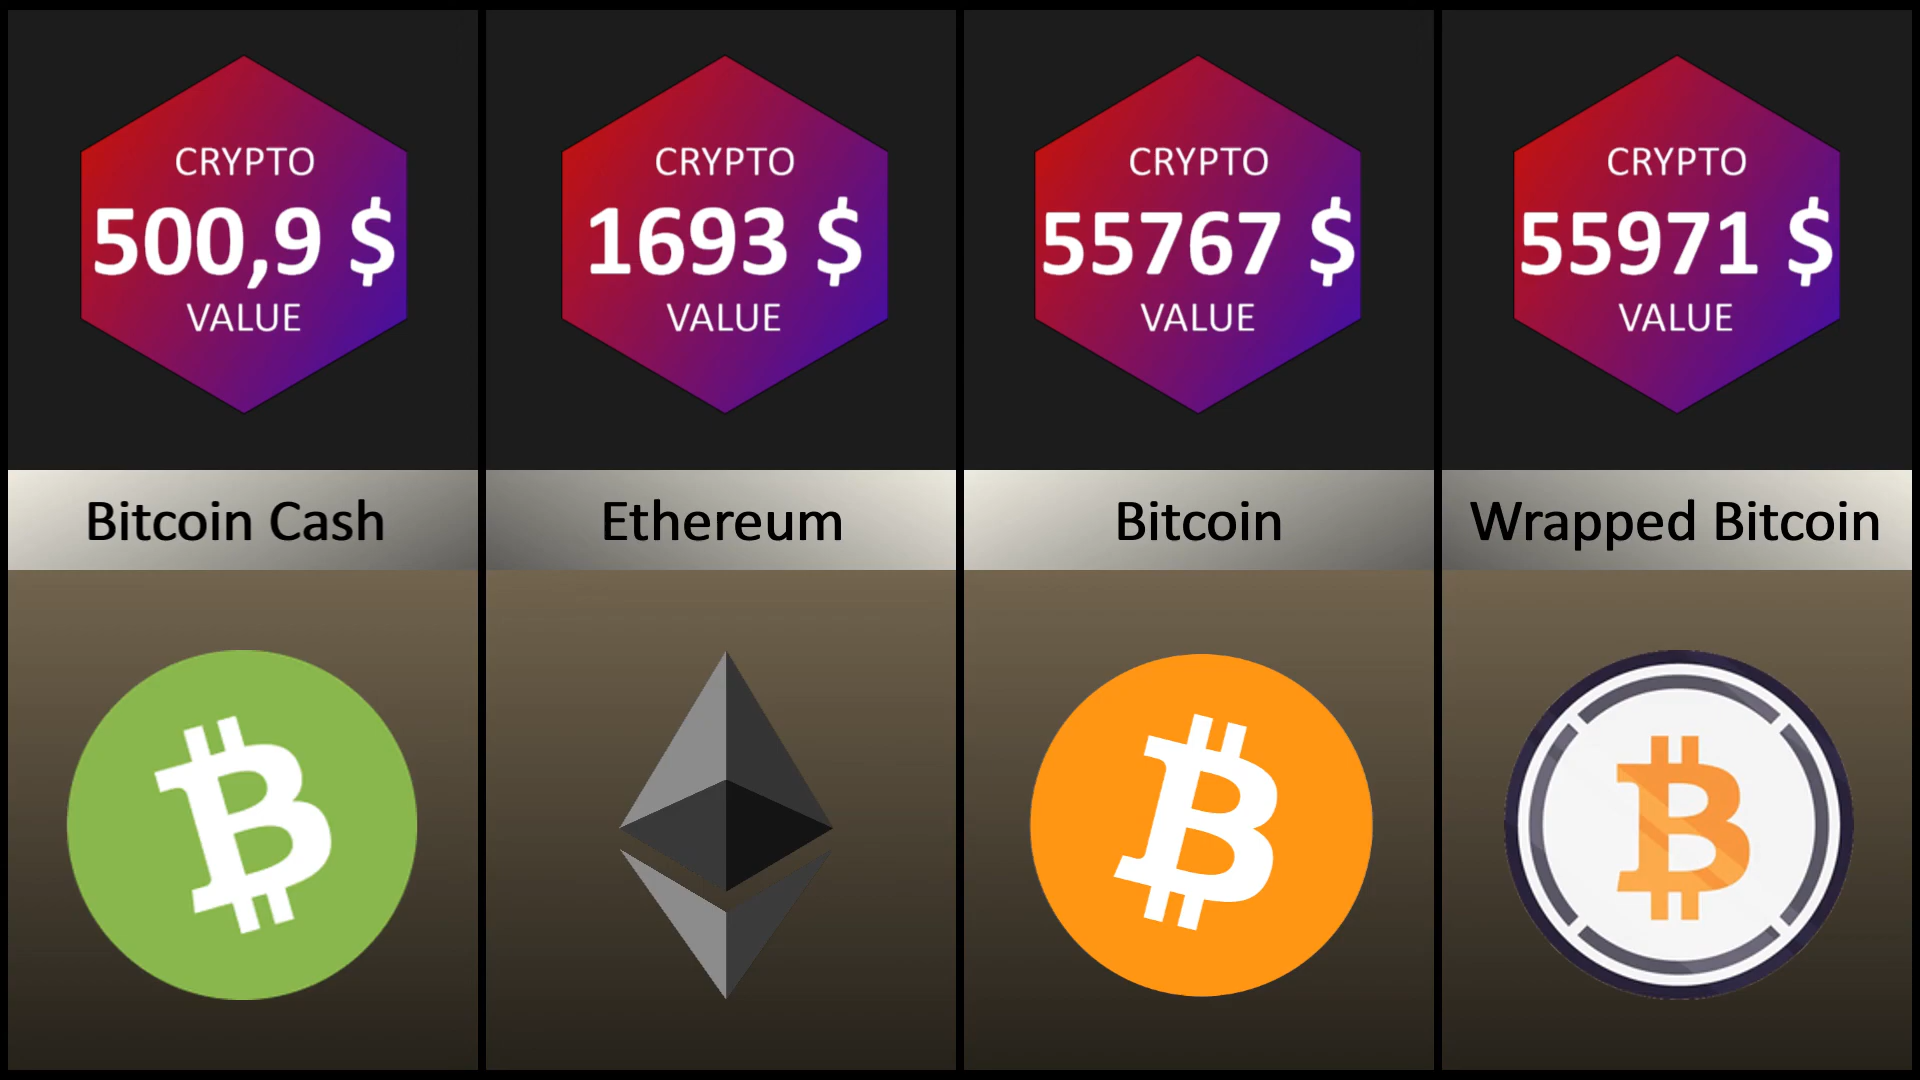 CRYPTO
500,9 $
VALUE
Bitcoin Cash
CRYPTO
1693 $
VALUE
Ethereum
CRYPTO
55767 $
VALUE
Bitcoin
CRYPTO
55971 $
VALUE
Wrapped Bitcoin